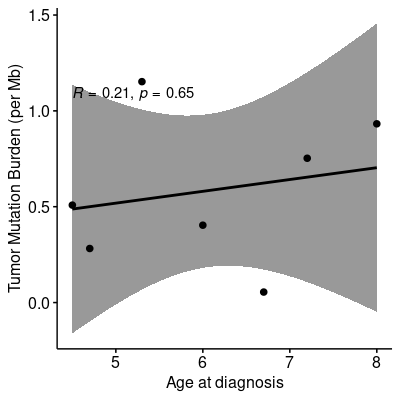 1.5
R = 0.21, p = 0.65
1.0
0.5
0.0
Tumor Mutation Burden (per Mb)
5 6 7 8
Age at diagnosis